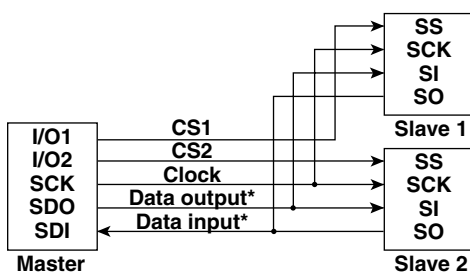 SS
SCK
SI
SO
Slave 1
I/O1
I/O2
SCK
SDO
SDI
Master
CS1
CS2
Clock
Data output*
Data input*
SS
SCK
SI
SO
Slave 2